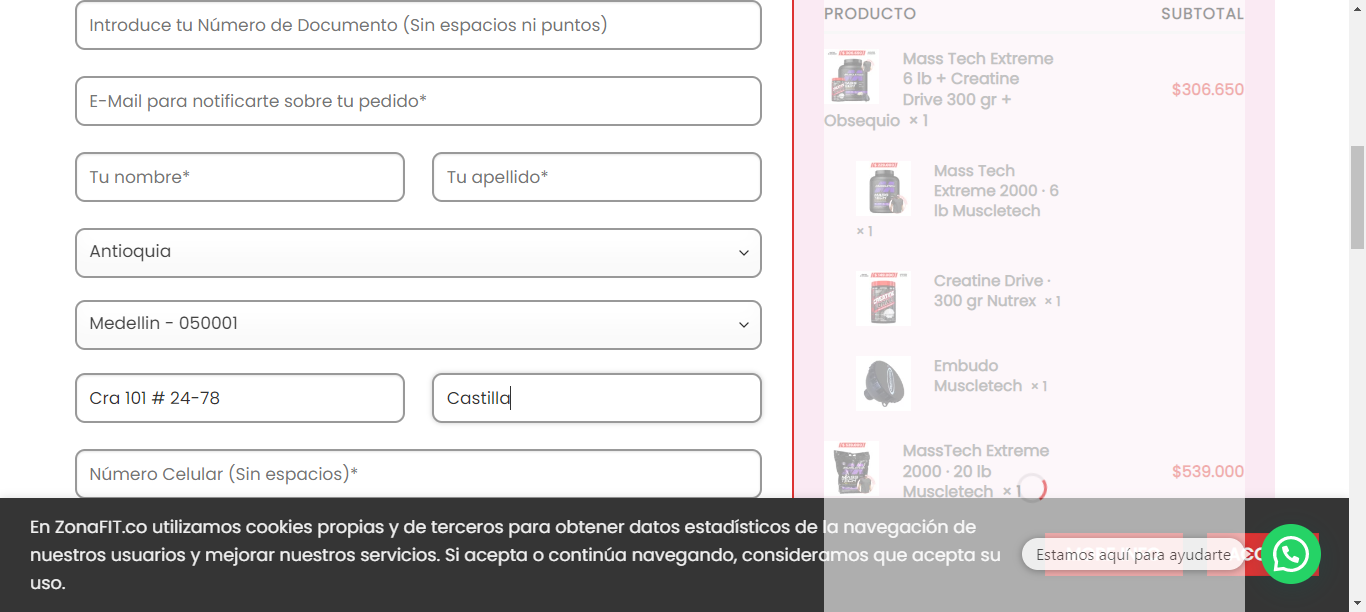 Introduce tu Número de Documento (Sin espacios ni puntos)
E-Mail para notificarte sobre tu pedido*
Tu nombre*
Tu apellido*
Antioquia
Medellin - 050001
Cra 101 # 24-78
Castilla
Número Celular (Sin espacios)*
PRODUCTO SUBTOTAL
Mass Tech Extreme
6 lb + Creatine
Drive 300 gr +
Obsequio × 1
$306.650
Mass Tech
Extreme 2000 · 6
lb Muscletech
× 1
Creatine Drive ·
300 gr Nutrex × 1
Embudo
Muscletech × 1
MassTech Extreme
2000 · 20 lb
Muscletech × 1
$539.000
En ZonaFIT.co utilizamos cookies propias y de terceros para obtener datos estadísticos de la navegación de
nuestros usuarios y mejorar nuestros servicios. Si acepta o continúa navegando, consideramos que acepta su
uso.
Estamos aquí para ayudarte